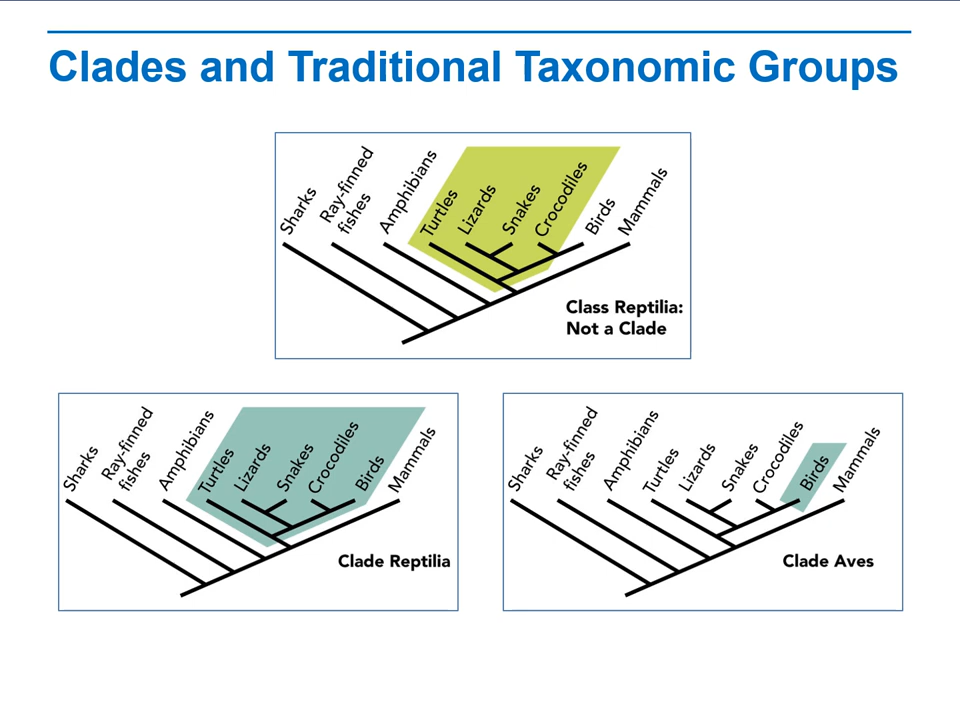 Clades and Traditional Taxonomic Groups
Sharks
Ray-finned
fishes
Amphibians
Turtles
Lizards
Snakes
Crocodiles
Birds
Mammals
Class Reptilia:
Not a Clade
Sharks
Ray-finned
fishes
Amphibians
Turtles
Lizards
Snakes
Crocodiles
Birds
Mammals
Clade Reptilia
Sharks
Ray-finned
fishes
Amphibians
Turtles
Lizards
Snakes
Crocodiles
Birds
Mammals
Clade Aves